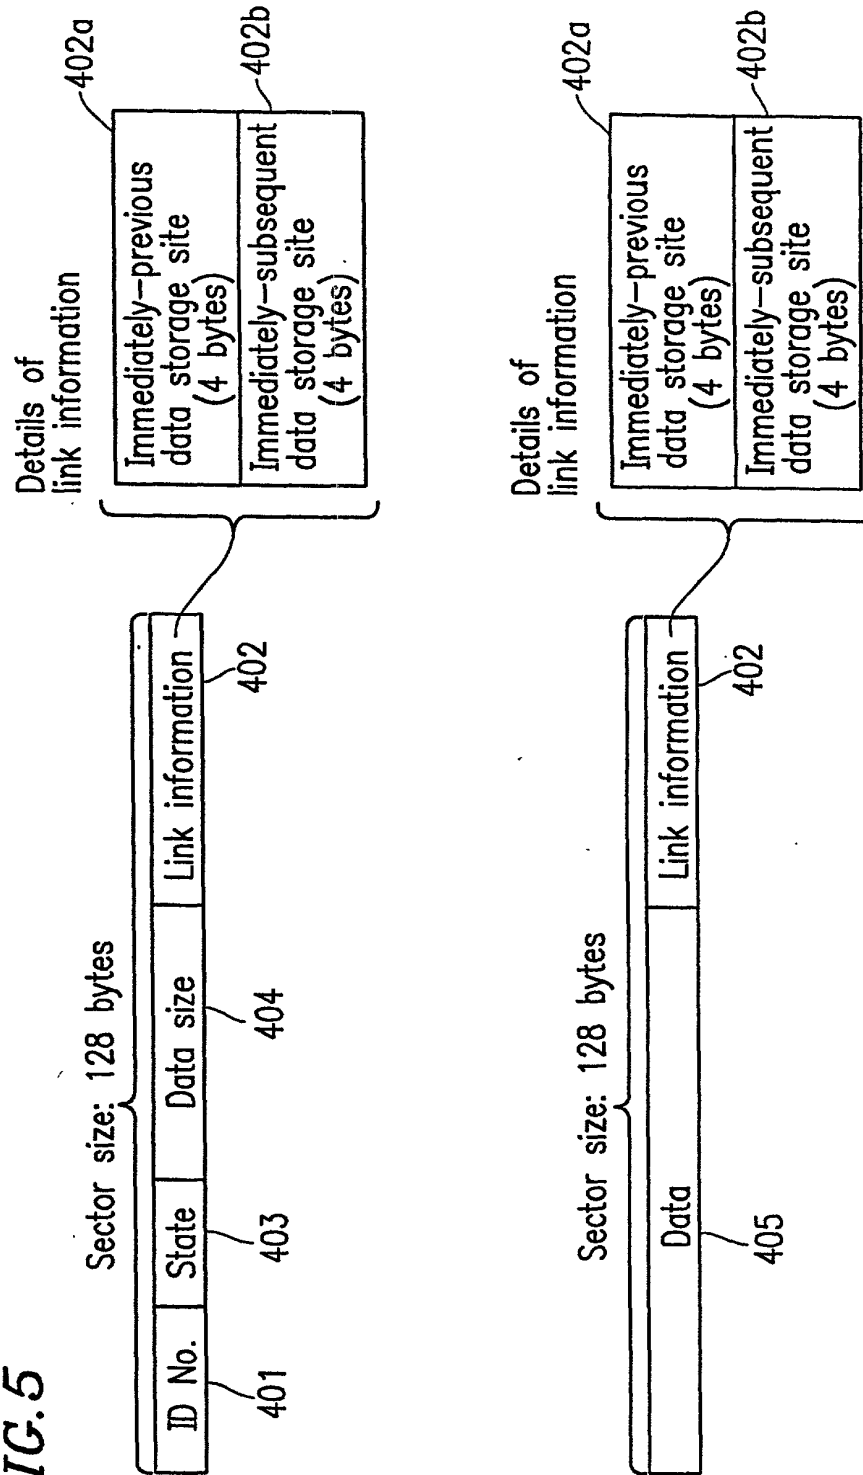 IG.5
Sector size: 128 bytes
ID No.
State
Data size
Link information
401
403
404
402
Details of
link information
Immediately-previous
data storage site
(4 bytes)
Immediately-subsequent
data storage site
(4 bytes)
402a
402b
Sector size: 128 bytes
Data
Link information
405
402
Details of
link information
Immediately-previous
data storage site
(4 bytes)
Immediately-subsequent
data storage site
(4 bytes)
402a
402b